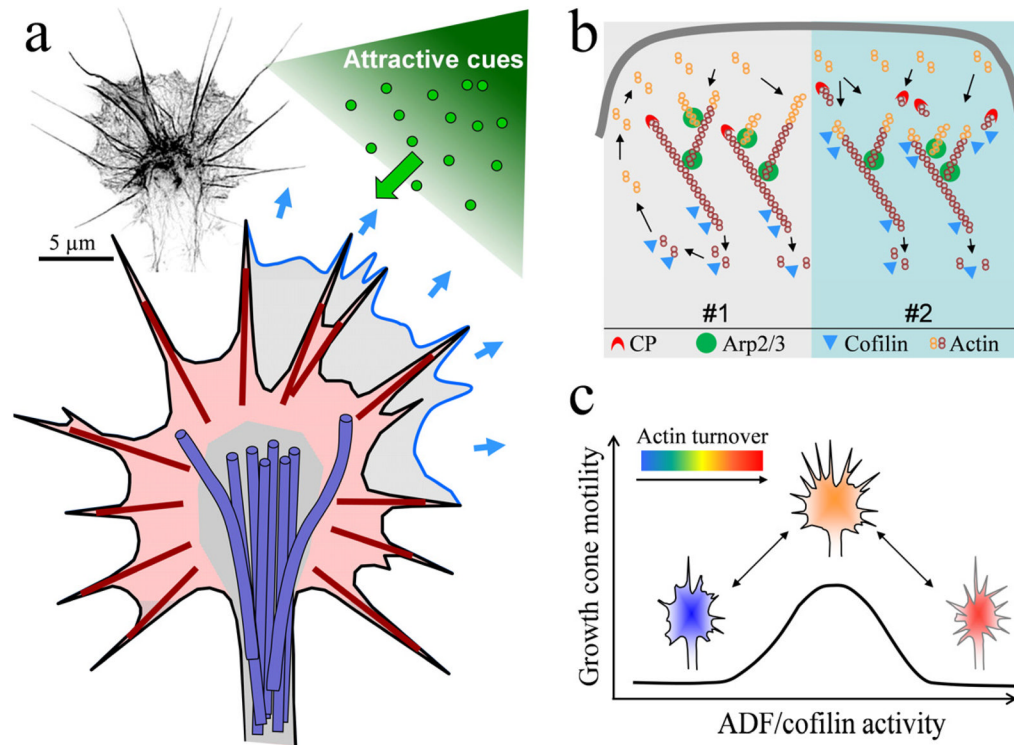 a
Attractive cues
5 μm
b
#1
#2
CP
Arp2/3
Cofilin
Actin
c
Actin turnover
Growth cone motility
ADF/cofilin activity